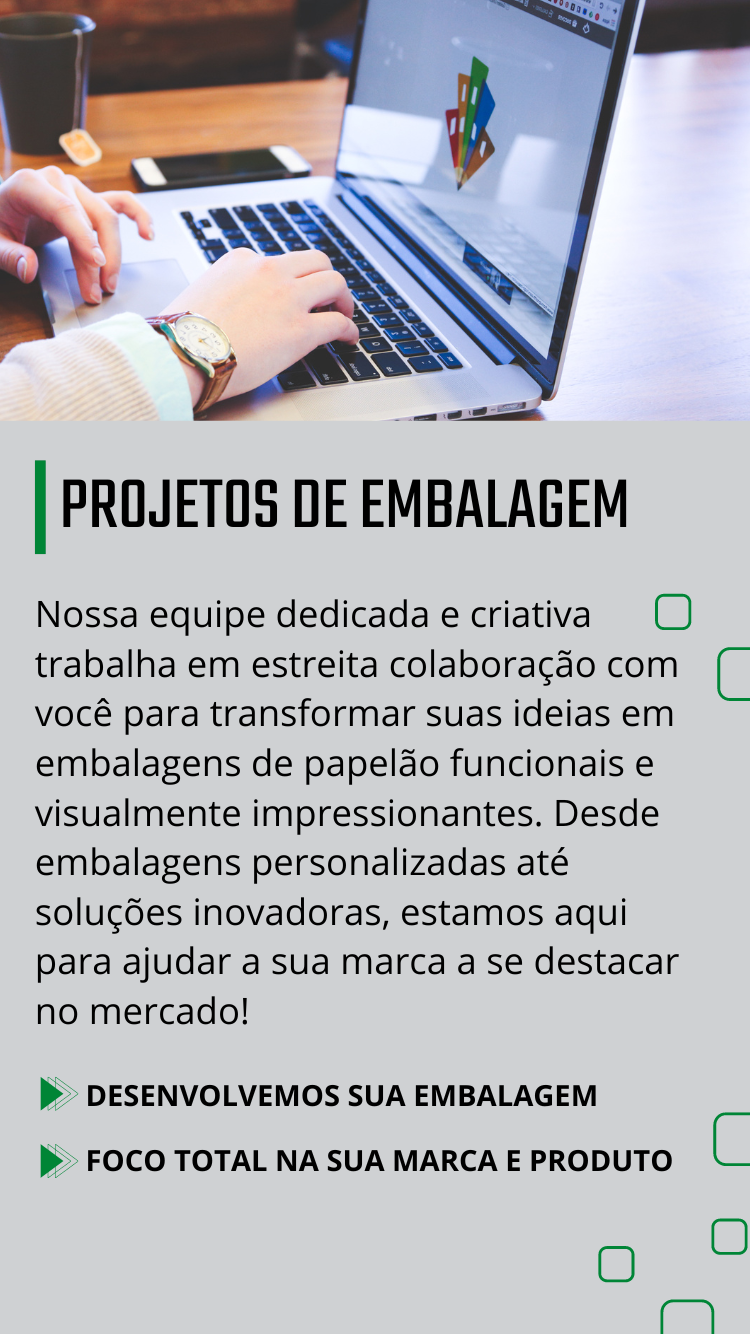 PROJETOS DE EMBALAGEM
Nossa equipe dedicada e criativa
trabalha em estreita colaboração com
você para transformar suas ideias em
embalagens de papelão funcionais e
visualmente impressionantes. Desde
embalagens personalizadas até
soluções inovadoras, estamos aqui
para ajudar a sua marca a se destacar
no mercado!
DESENVOLVEMOS SUA EMBALAGEM
FOCO TOTAL NA SUA MARCA E PRODUTO